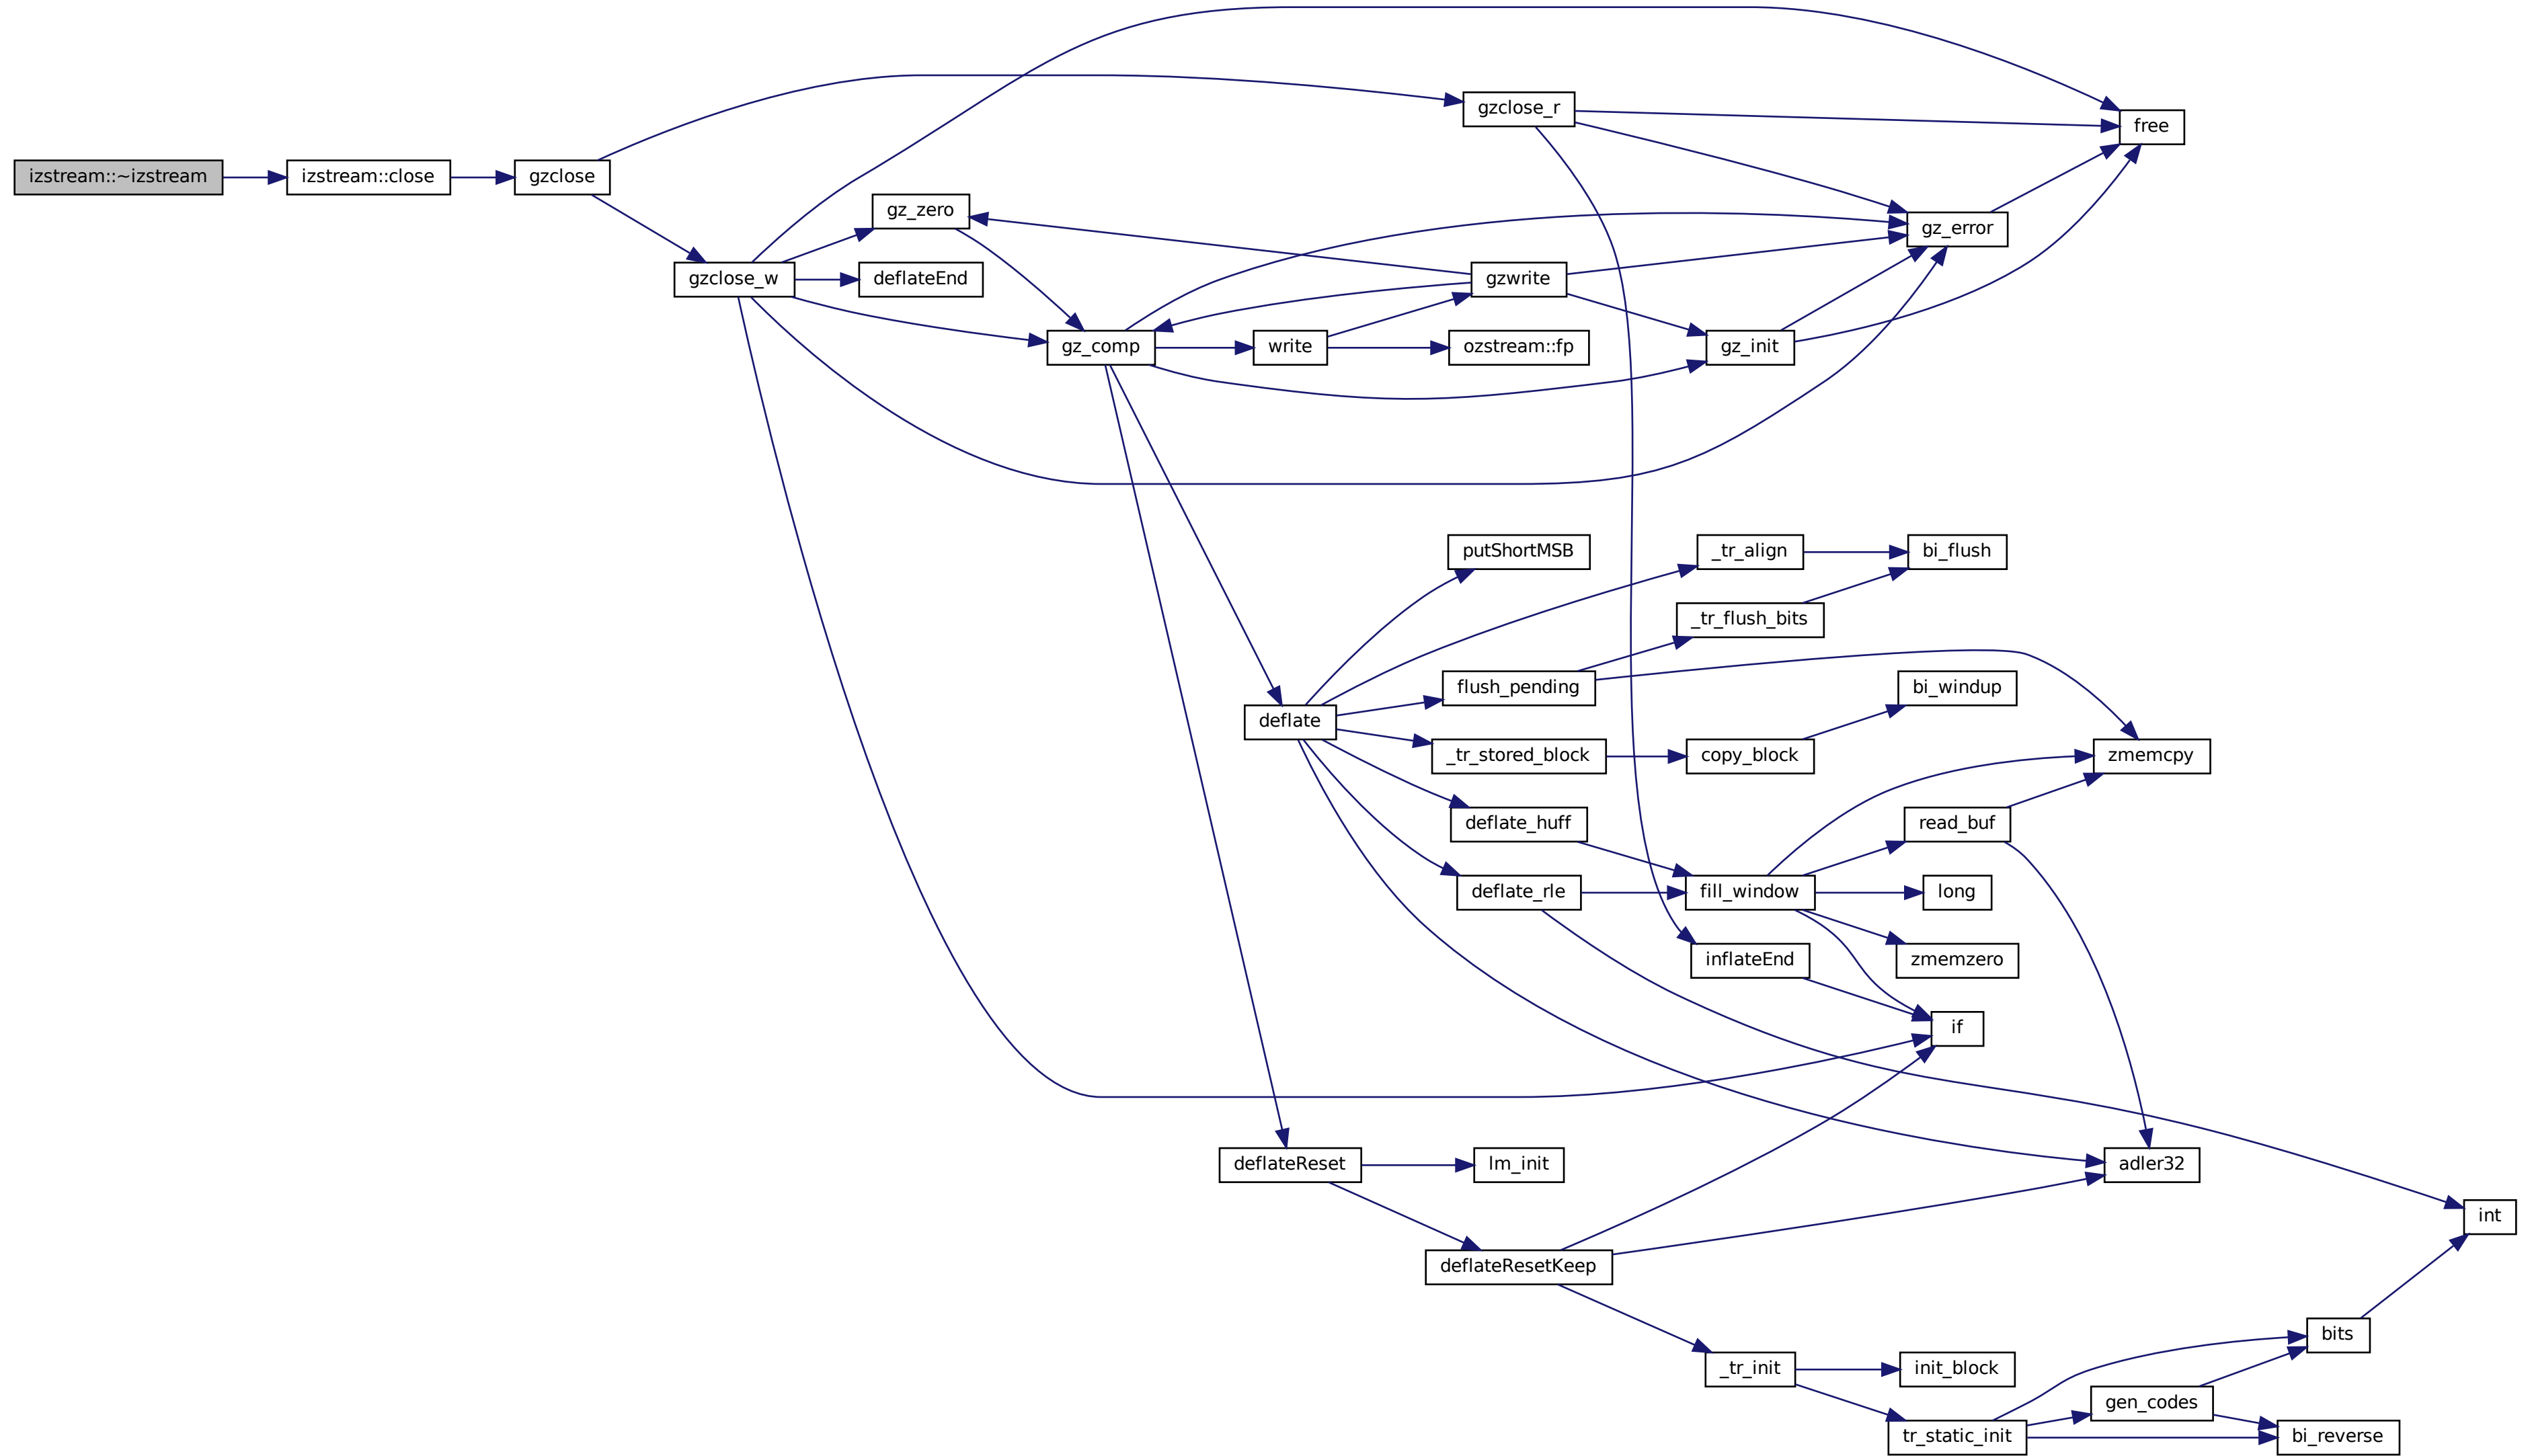 izstream::~izstream
izstream::close
gzclose
gzclose_r
free
gz_zero
gz_error
gzclose_w
deflateEnd
gzwrite
gz_comp
write
ozstream::fp
gz_init
putShortMSB
_tr_align
bi_flush
_tr_flush_bits
flush_pending
bi_windup
deflate
_tr_stored_block
copy_block
zmemcpy
deflate_huff
read_buf
deflate_rle
fill_window
long
inflateEnd
zmemzero
if
deflateReset
lm_init
adler32
int
deflateResetKeep
bits
_tr_init
init_block
gen_codes
tr_static_init
bi_reverse